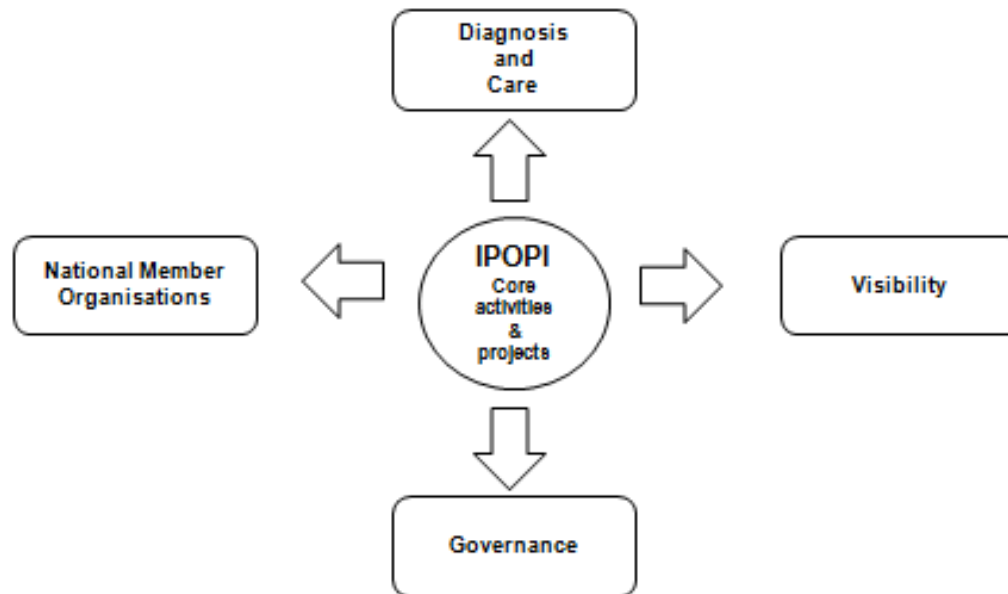 Diagnosis
and
Care
National Member
Organisations
IPOPI
Core
activities
&
projects
Visibility
Governance